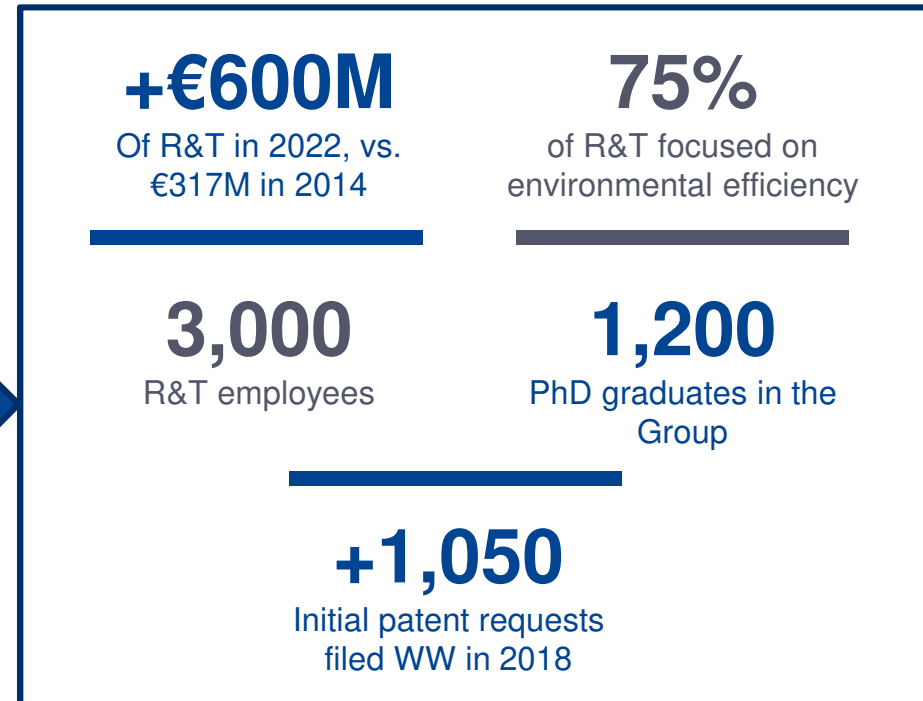 +€600M
Of R&T in 2022, vs.
€317M in 2014
75%
of R&T focused on
environmental efficiency
3,000
R&T employees
1,200
PhD graduates in the
Group
+1,050
Initial patent requests
filed WW in 2018